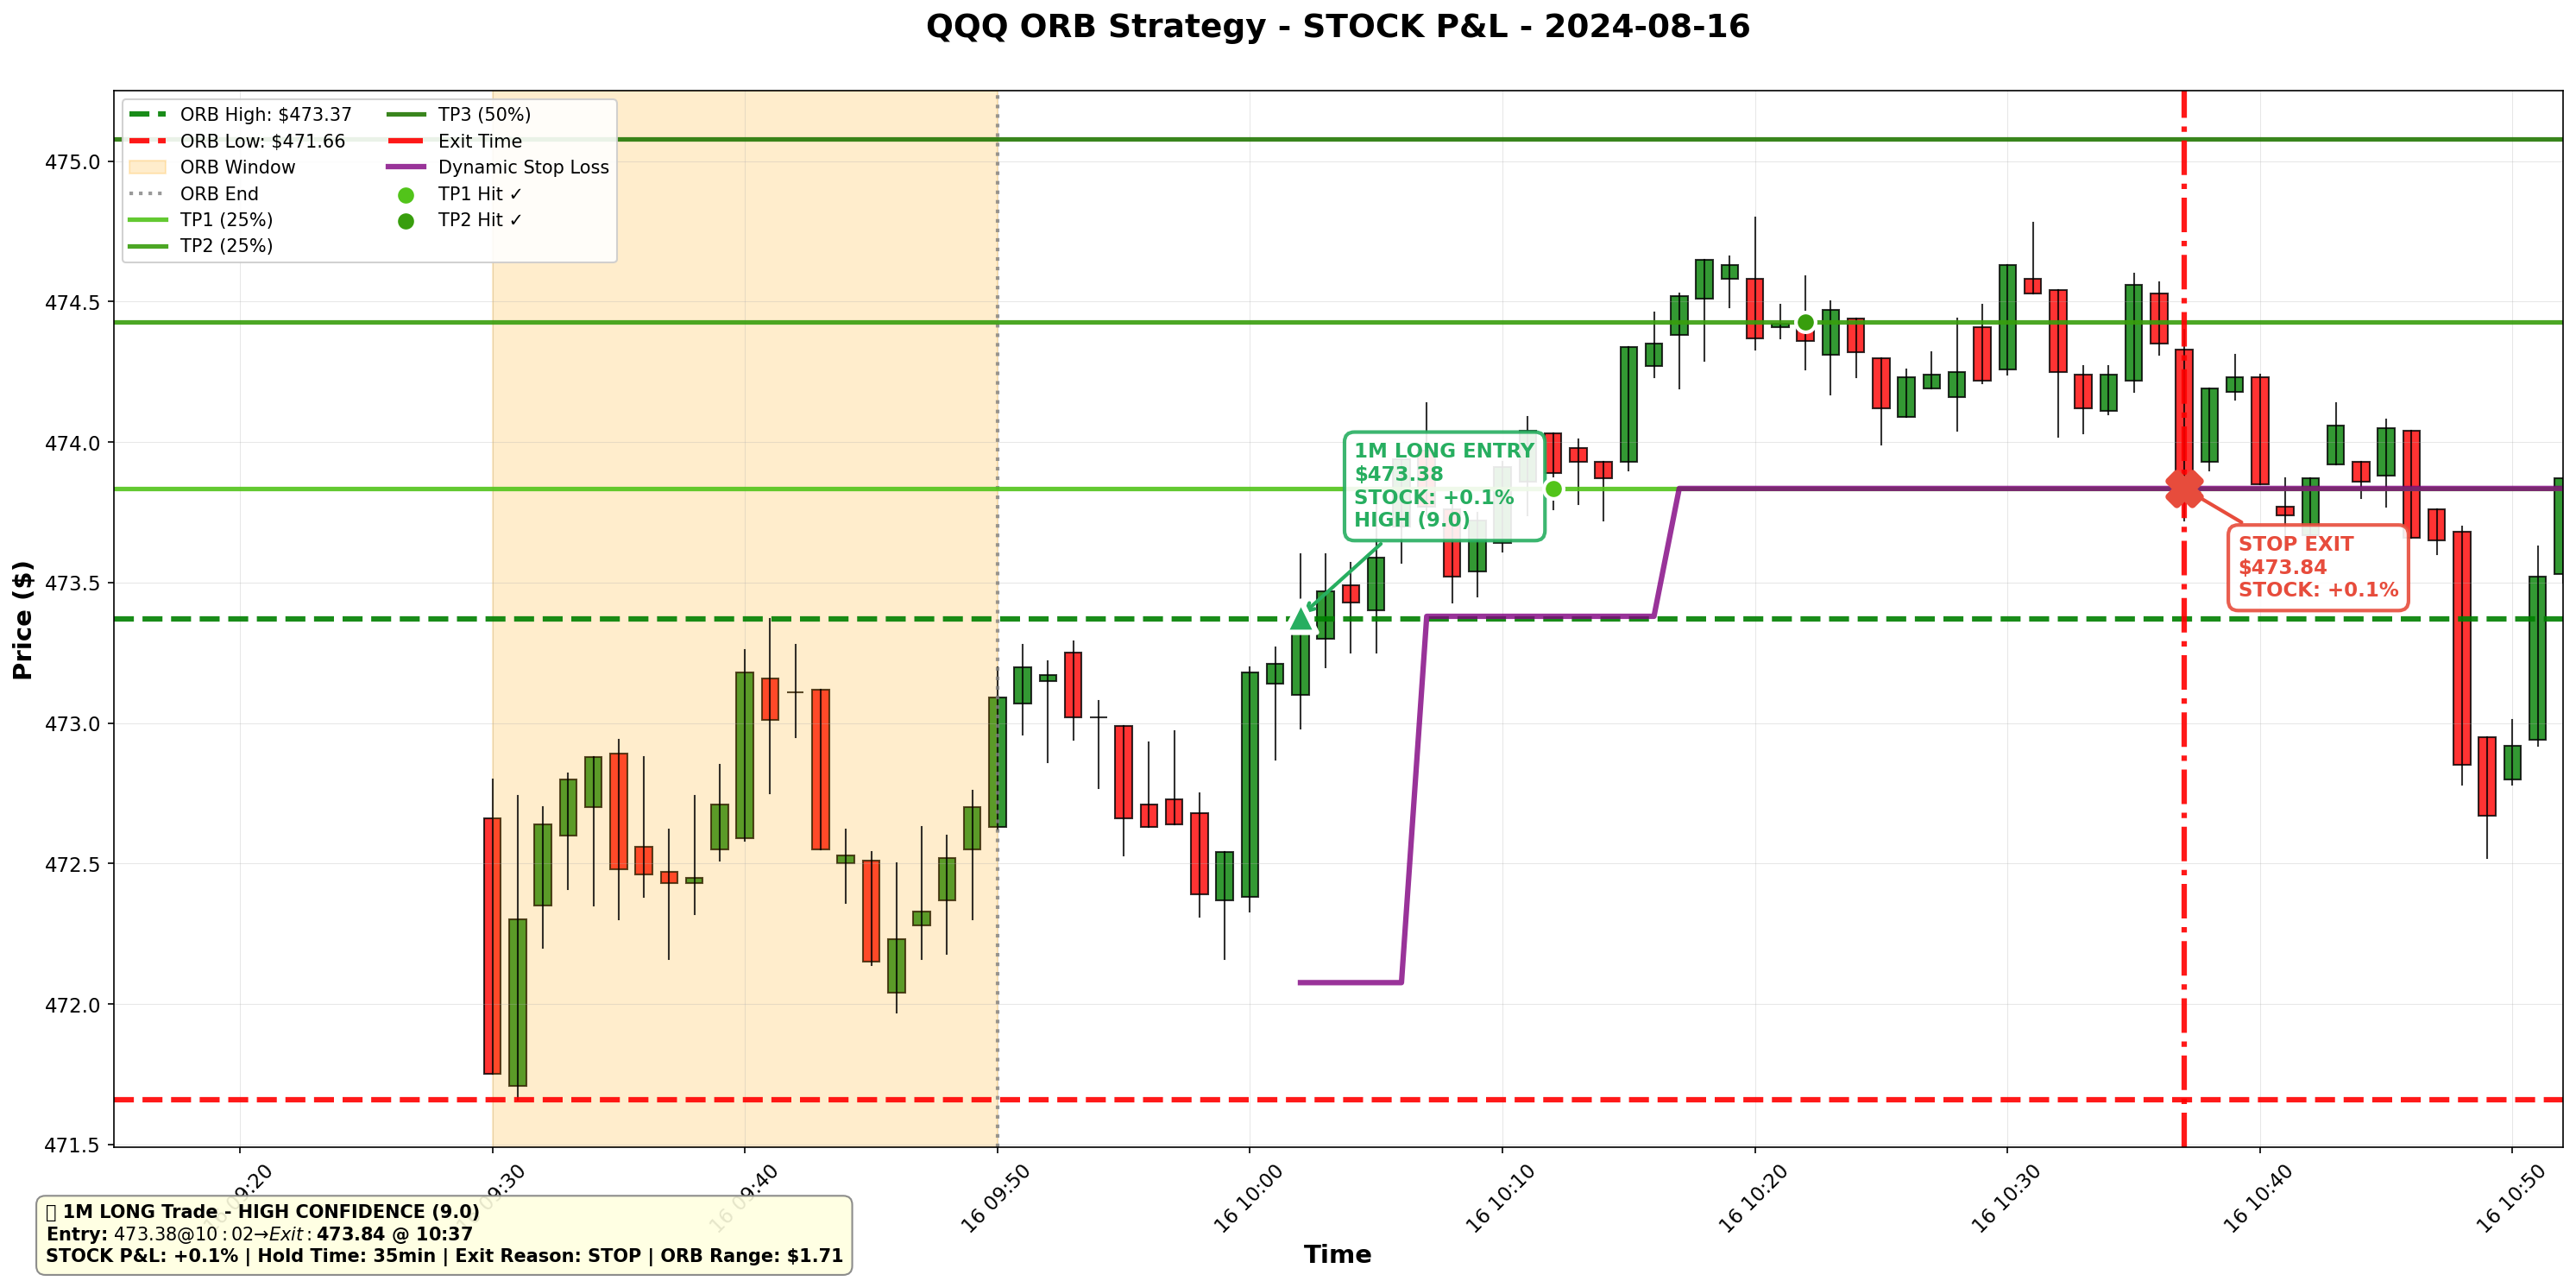 QQQ ORB Strategy - STOCK P&L - 2024-08-16
ORB High: $473.37
ORB Low: $471.66
ORB Window
ORB End
TP1 (25%)
TP2 (25%)
TP3 (50%)
Exit Time
Dynamic Stop Loss
TP1 Hit ✓
TP2 Hit ✓
Price ($)
475.0
474.5
474.0
473.5
473.0
472.5
472.0
471.5
1M LONG ENTRY
$473.38
STOCK: +0.1%
HIGH (9.0)
STOP EXIT
$473.84
STOCK: +0.1%
16 09:20
16 09:30
16 09:40
16 09:50
16 10:00
16 10:10
16 10:20
16 10:30
16 10:40
16 10:50
Time
1M LONG Trade - HIGH CONFIDENCE (9.0)
Entry: 473.38@10:02→Exit:473.84 @ 10:37
STOCK P&L: +0.1% | Hold Time: 35min | Exit Reason: STOP | ORB Range: $1.71